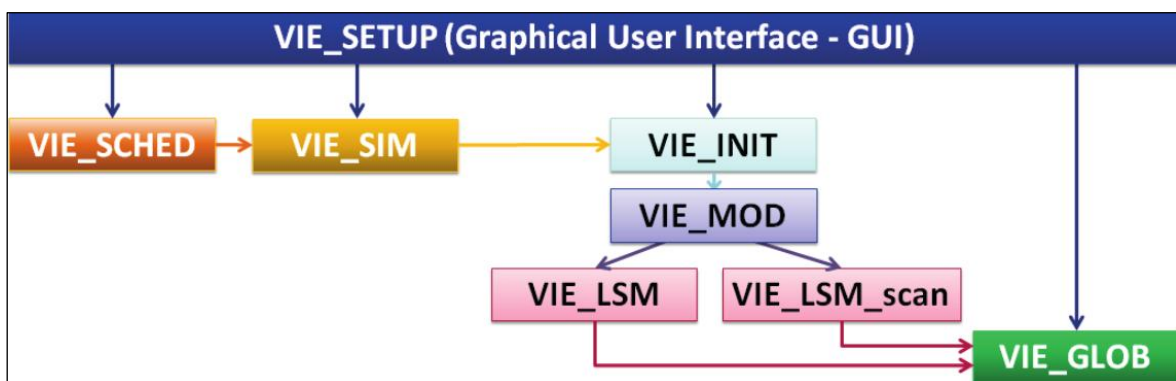 VIE_SETUP (Graphical User Interface - GUI)
VIE_SCHED
VIE_SIM
VIE_INIT
VIE_MOD
VIE_LSM
VIE_LSM_scan
VIE_GLOB